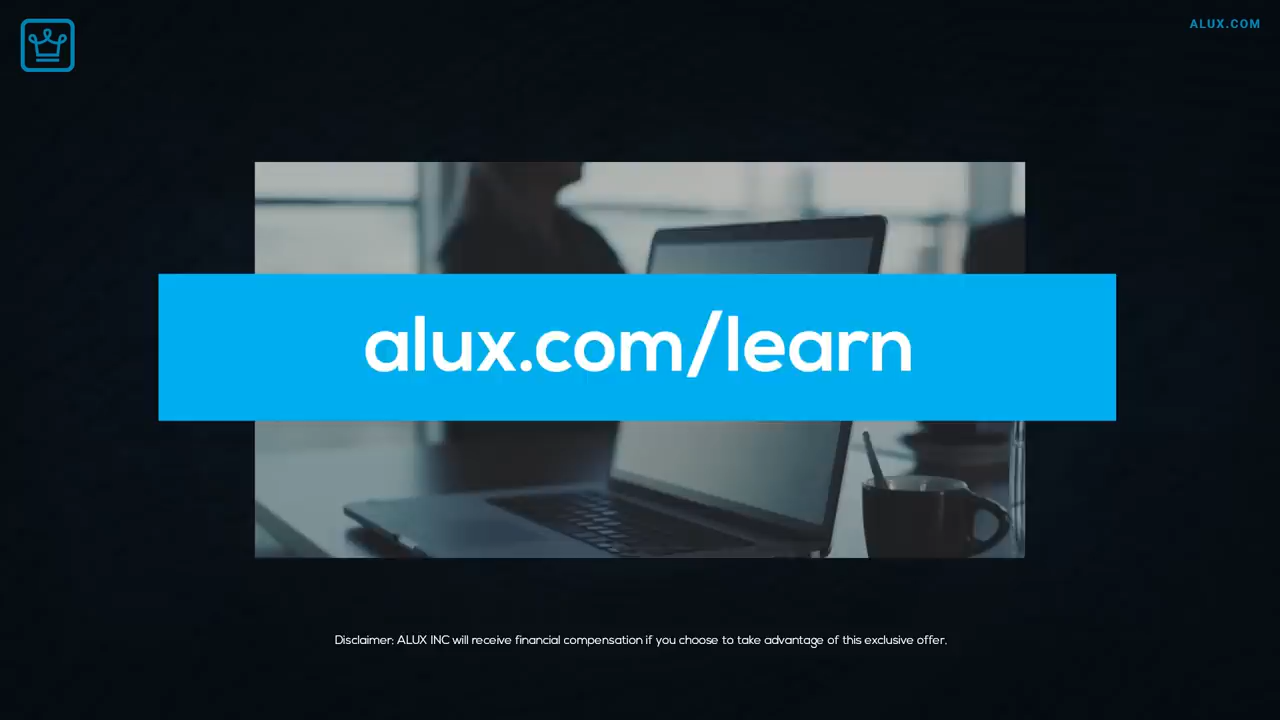 ALUX.COM
alux.com/learn
Disclaimer: ALUX INC will receive financial compensation if you choose to take advantage of this exclusive offer.